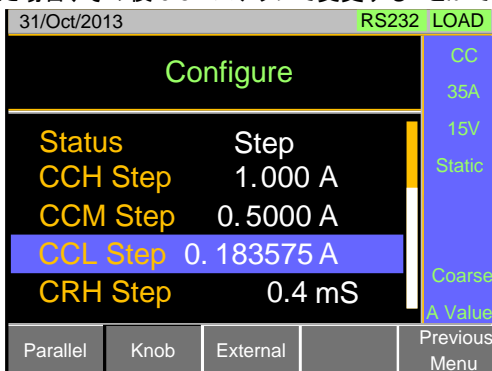 31/Oct/2013 RS232 LOAD
Configure
CC
35A
15V
Static
Coarse
A Value
Status Step
CCH Step 1.000 A
CCM Step 0.5000 A
CCL Step 0.183575 A
CRH Step 0.4 mS
Parallel Knob External Previous Menu